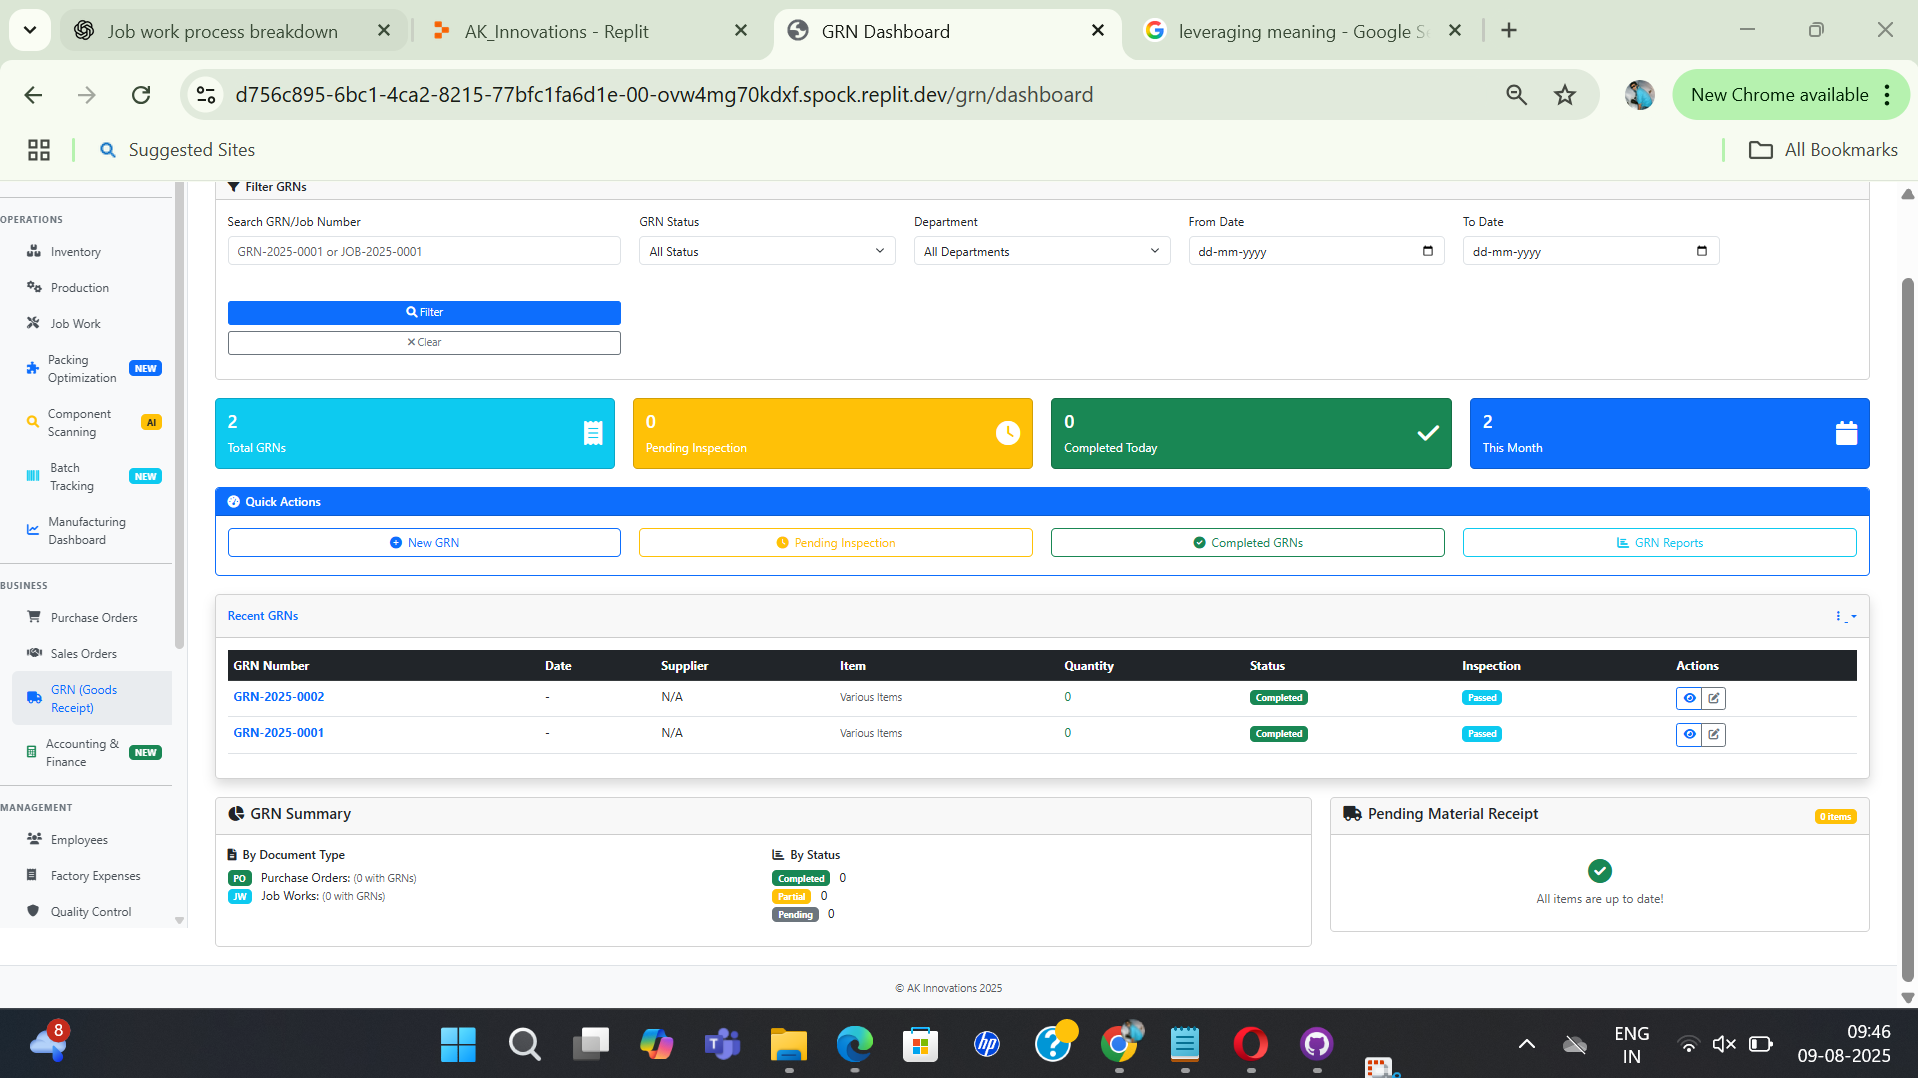 Job work process breakdown
AK_Innovations - Replit
GRN Dashboard
leveraging meaning - Google S
d756c895-6bc1-4ca2-8215-77bfc1fa6d1e-00-ovw4mg70kdxf.spock.replit.dev/grn/dashboard
New Chrome available
Suggested Sites
All Bookmarks
OPERATIONS
Inventory
Production
Job Work
Packing Optimization NEW
Component Scanning AI
Batch Tracking NEW
Manufacturing Dashboard
BUSINESS
Purchase Orders
Sales Orders
GRN (Goods Receipt)
Accounting & Finance NEW
MANAGEMENT
Employees
Factory Expenses
Quality Control
Filter GRNs
Search GRN/Job Number GRN Status Department From Date To Date
GRN-2025-0001 or JOB-2025-0001 All Status All Departments dd-mm-yyyy dd-mm-yyyy
Filter
Clear
2 0 0 2
Total GRNs Pending Inspection Completed Today This Month
Quick Actions
New GRN Pending Inspection Completed GRNs GRN Reports
Recent GRNs
GRN Number Date Supplier Item Quantity Status Inspection Actions
GRN-2025-0002 - N/A Various Items 0 Completed Passed
GRN-2025-0001 - N/A Various Items 0 Completed Passed
GRN Summary
By Document Type
PO Purchase Orders: (0 with GRNs)
JW Job Works: (0 with GRNs)
By Status
Completed 0
Partial 0
Pending 0
Pending Material Receipt 0 items
All items are up to date!
© AK Innovations 2025
8
ENG
IN
09:46
09-08-2025